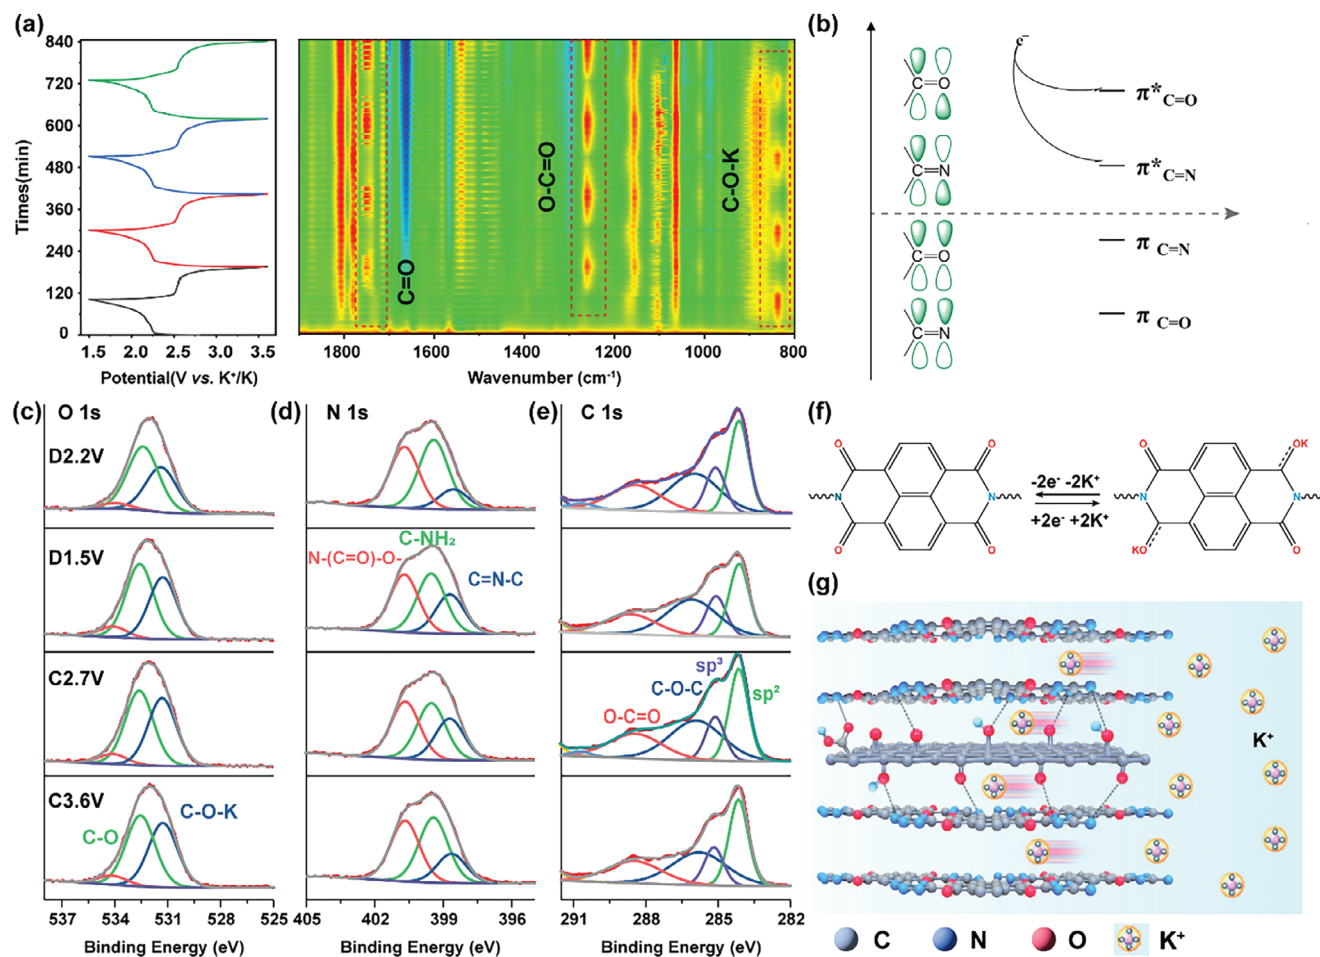 (a)
Times(min)
840
720
600
480
360
240
120
0
1.5 2.0 2.5 3.0 3.5
Potential(V vs. K⁺/K)
C=O
O-C=O
C-O-K
1800 1600 1400 1200 1000 800
Wavenumber (cm⁻¹)
(b)
e⁻
C=O
C=N
C=O
C=N
π* C=O
π* C=N
π C=N
π C=O
(c) O 1s
D2.2V
D1.5V
C2.7V
C3.6V
C-O
C-O-K
537 534 531 528 525
Binding Energy (eV)
(d) N 1s
C-NH₂
N-(C=O)-O-
C=N-C
405 402 399 396
Binding Energy (eV)
(e) C 1s
sp³
C-O-C
sp²
O-C=O
291 288 285 282
Binding Energy (eV)
(f)
O O
N N
O O
-2e⁻ -2K⁺
+2e⁻ +2K⁺
O OK
N N
KO O
(g)
K⁺
C N O K⁺